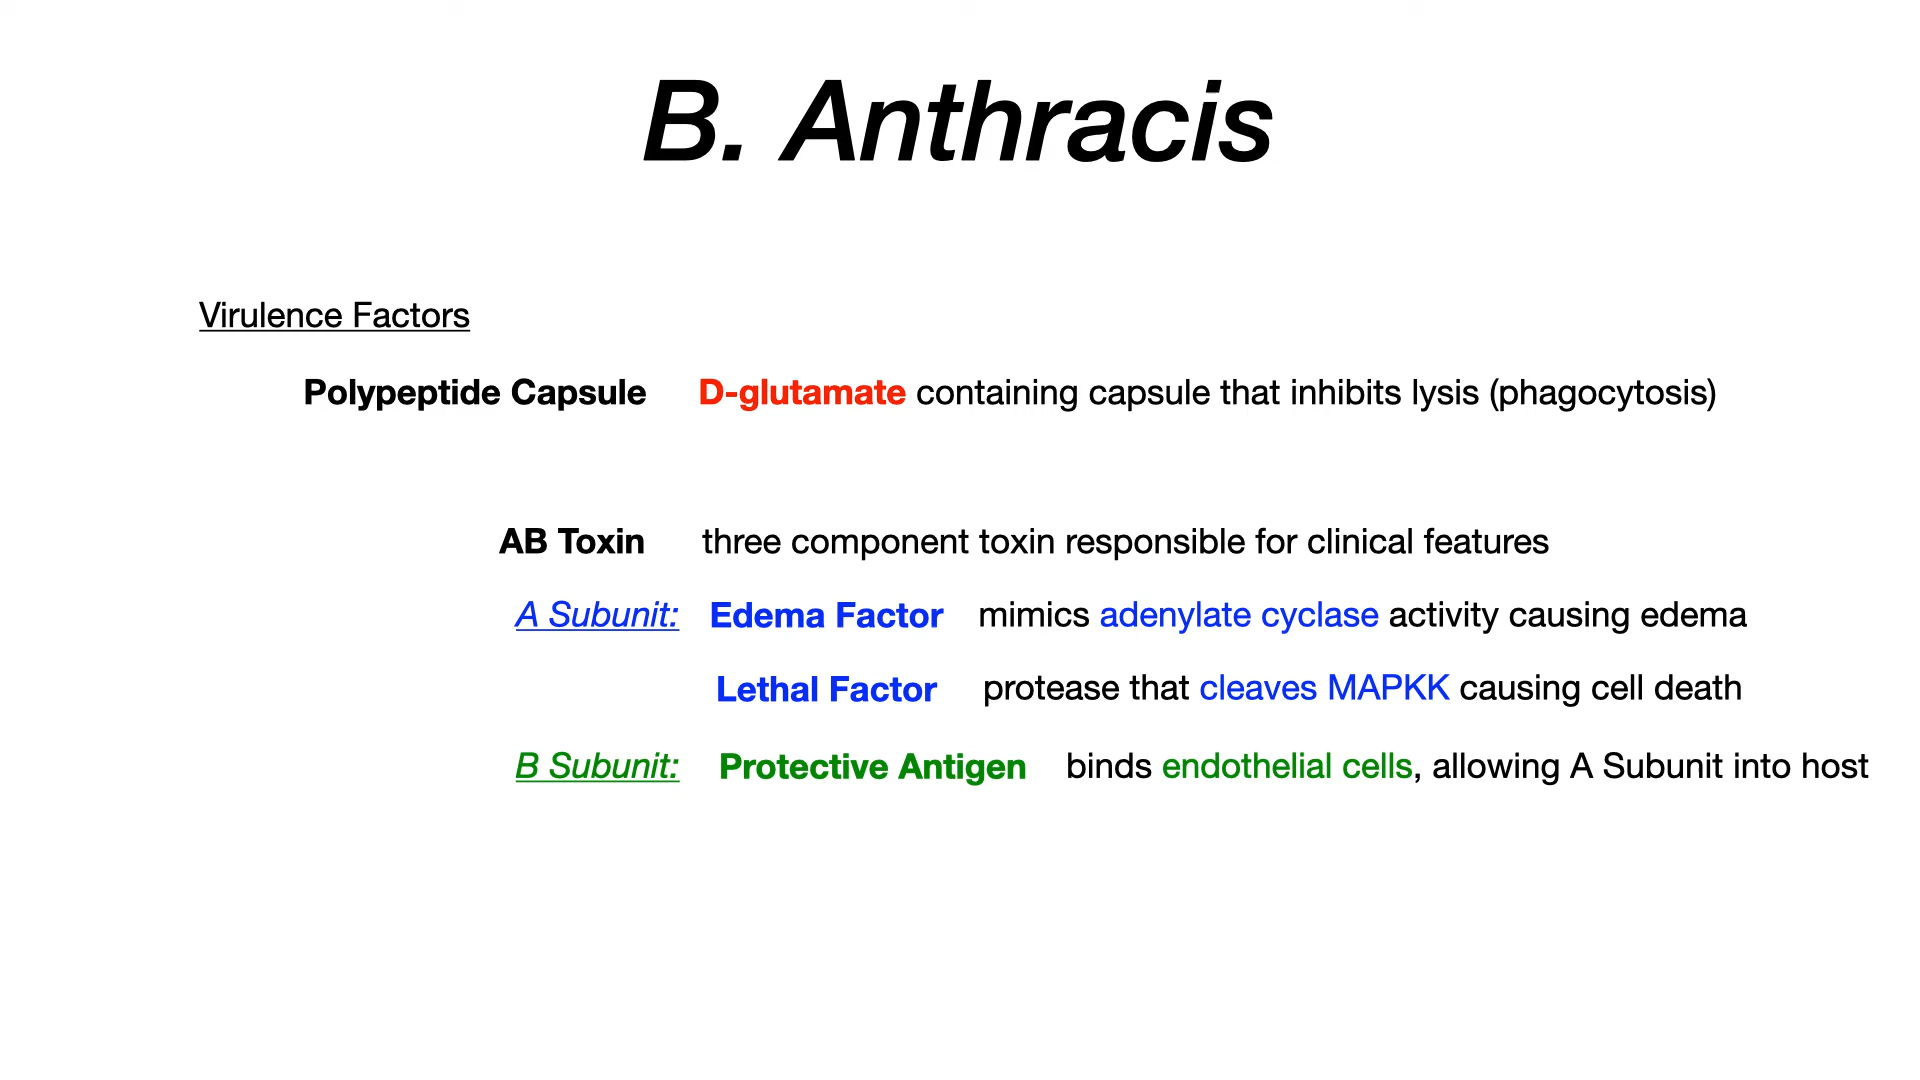 B. Anthracis
Virulence Factors
Polypeptide Capsule D-glutamate containing capsule that inhibits lysis (phagocytosis)
AB Toxin three component toxin responsible for clinical features
A Subunit: Edema Factor mimics adenylate cyclase activity causing edema
Lethal Factor protease that cleaves MAPKK causing cell death
B Subunit: Protective Antigen binds endothelial cells, allowing A Subunit into host